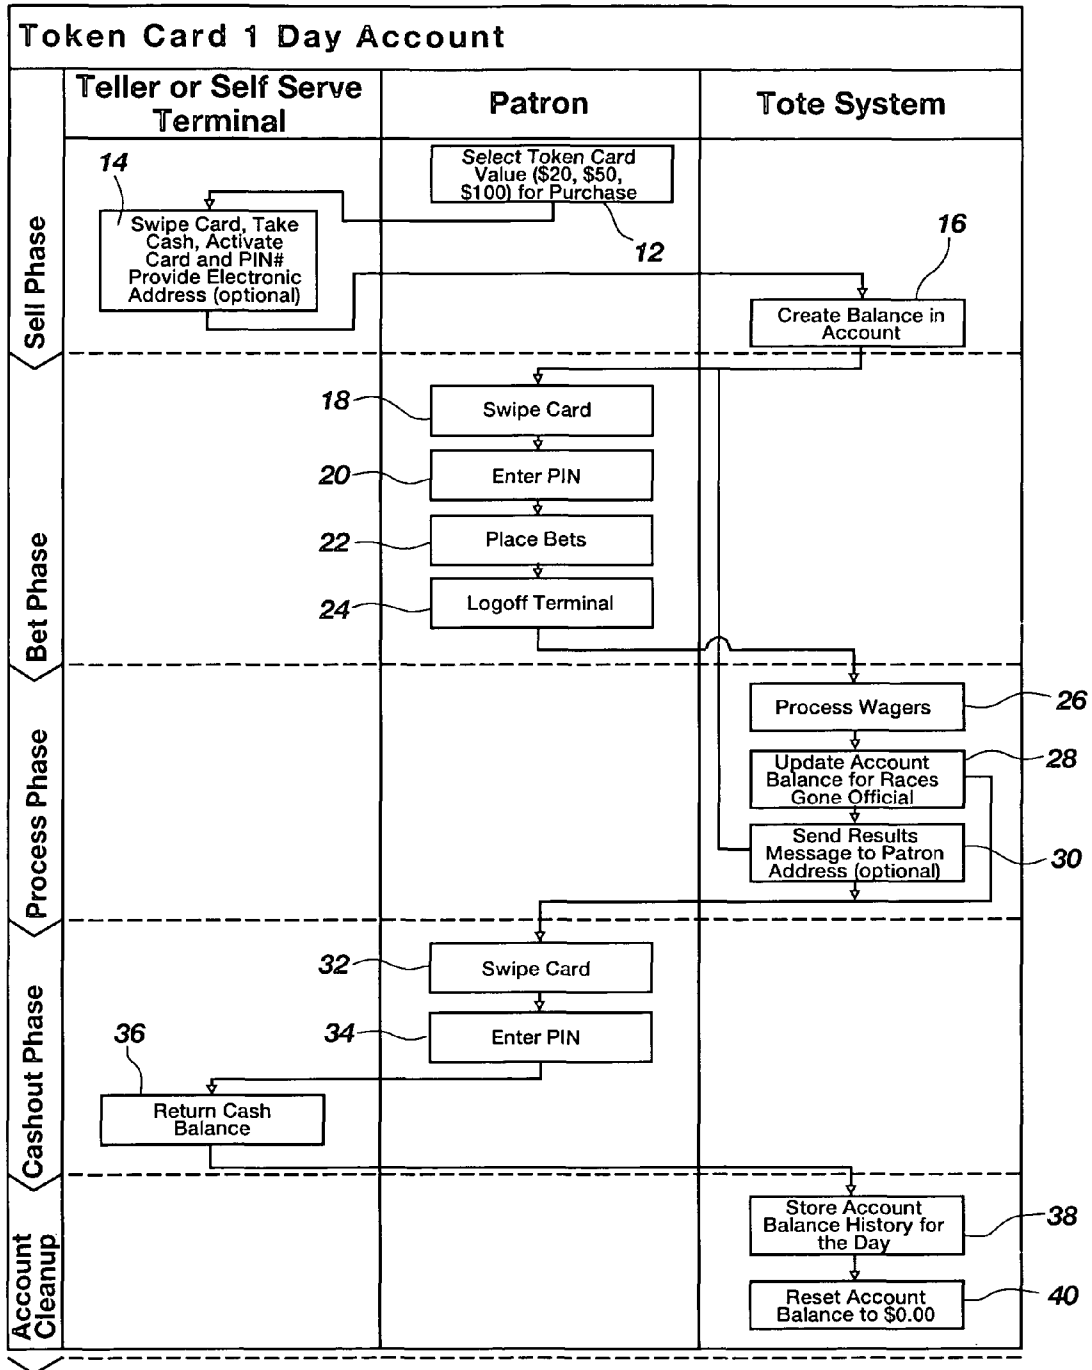 Token Card 1 Day Account
Teller or Self Serve
Terminal
Patron
Tote System
Sell Phase
14
Select Token Card
Value ($20, $50,
$100) for Purchase
12
Swipe Card, Take
Cash, Activate
Card and PIN#
Provide Electronic
Address (optional)
16
Create Balance in
Account
Bet Phase
18
Swipe Card
20
Enter PIN
22
Place Bets
24
Logoff Terminal
Process Phase
Process Wagers
26
Update Account
Balance for Races
Gone Official
28
Send Results
Message to Patron
Address (optional)
30
Cashout Phase
32
Swipe Card
34
Enter PIN
36
Return Cash
Balance
Account
Cleanup
Store Account
Balance History for
the Day
38
Reset Account
Balance to $0.00
40